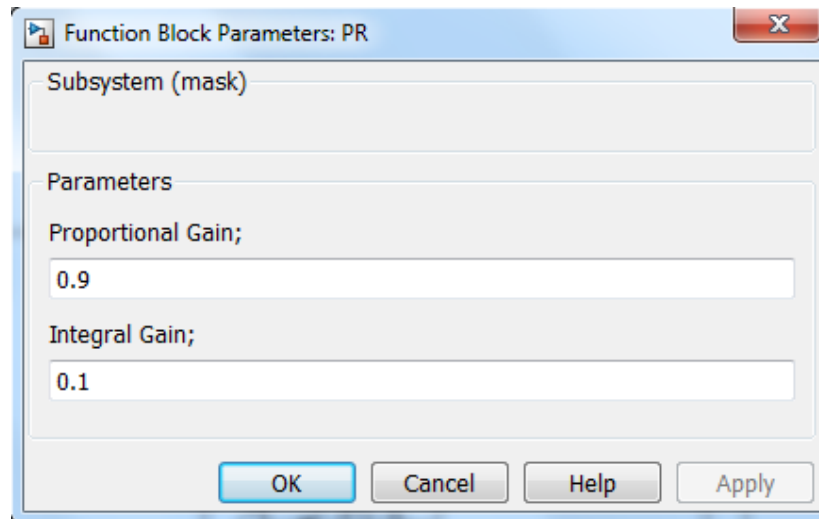 Function Block Parameters: PR
Subsystem (mask)
Parameters
Proportional Gain;
0.9
Integral Gain;
0.1
OK Cancel Help Apply